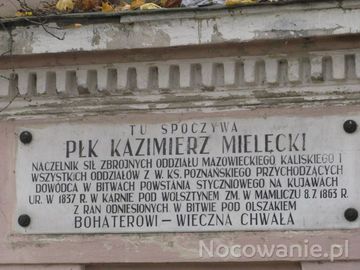 TU SPOCZYWA
PŁK KAZIMIERZ MIELECKI
NACZELNIK SIŁ ZBROJNYCH ODDZIAŁU MAZOWIECKIEGO KALISKIEGO I
WSZYSTKICH ODDZIAŁÓW Z W. KS. POZNAŃSKIEGO PRZYCHODZĄCYCH
DOWÓDCA W BITWACH POWSTANIA STYCZNIOWEGO NA KUJAWACH
UR. W 1837 R. W KARNIE POD WOLSZTYNEM ZM. W MAMLICZU 8.7.1863 R.
Z RAN ODNIESIONYCH W BITWIE POD OLSZAKIEM
BOHATEROWI - WIECZNA CHWAŁA
Nocowanie.pl